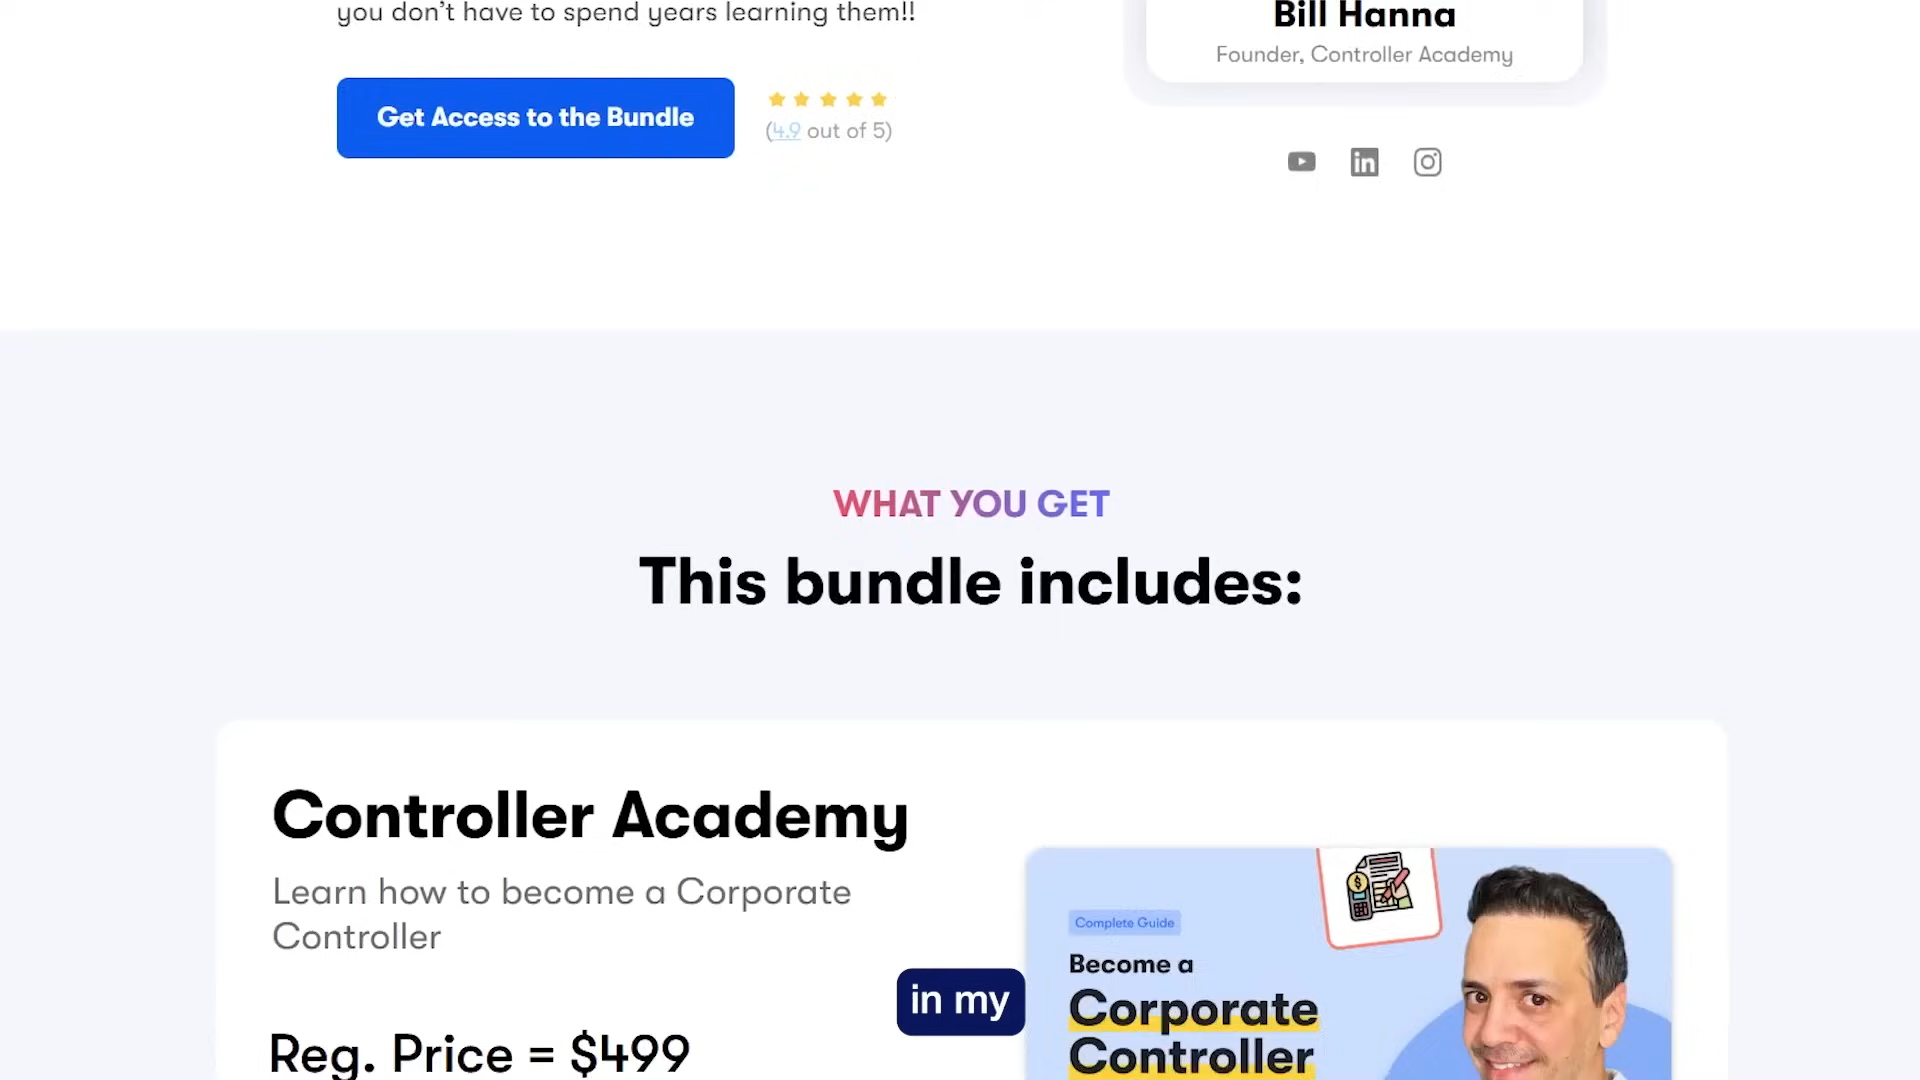 you don't have to spend years learning them!!
Get Access to the Bundle
(4.9 out of 5)
Bill Hanna
Founder, Controller Academy
in
WHAT YOU GET
This bundle includes:
Controller Academy
Learn how to become a Corporate
Controller
Reg. Price = $499
in my
Complete Guide
Become a
Corporate
Controller